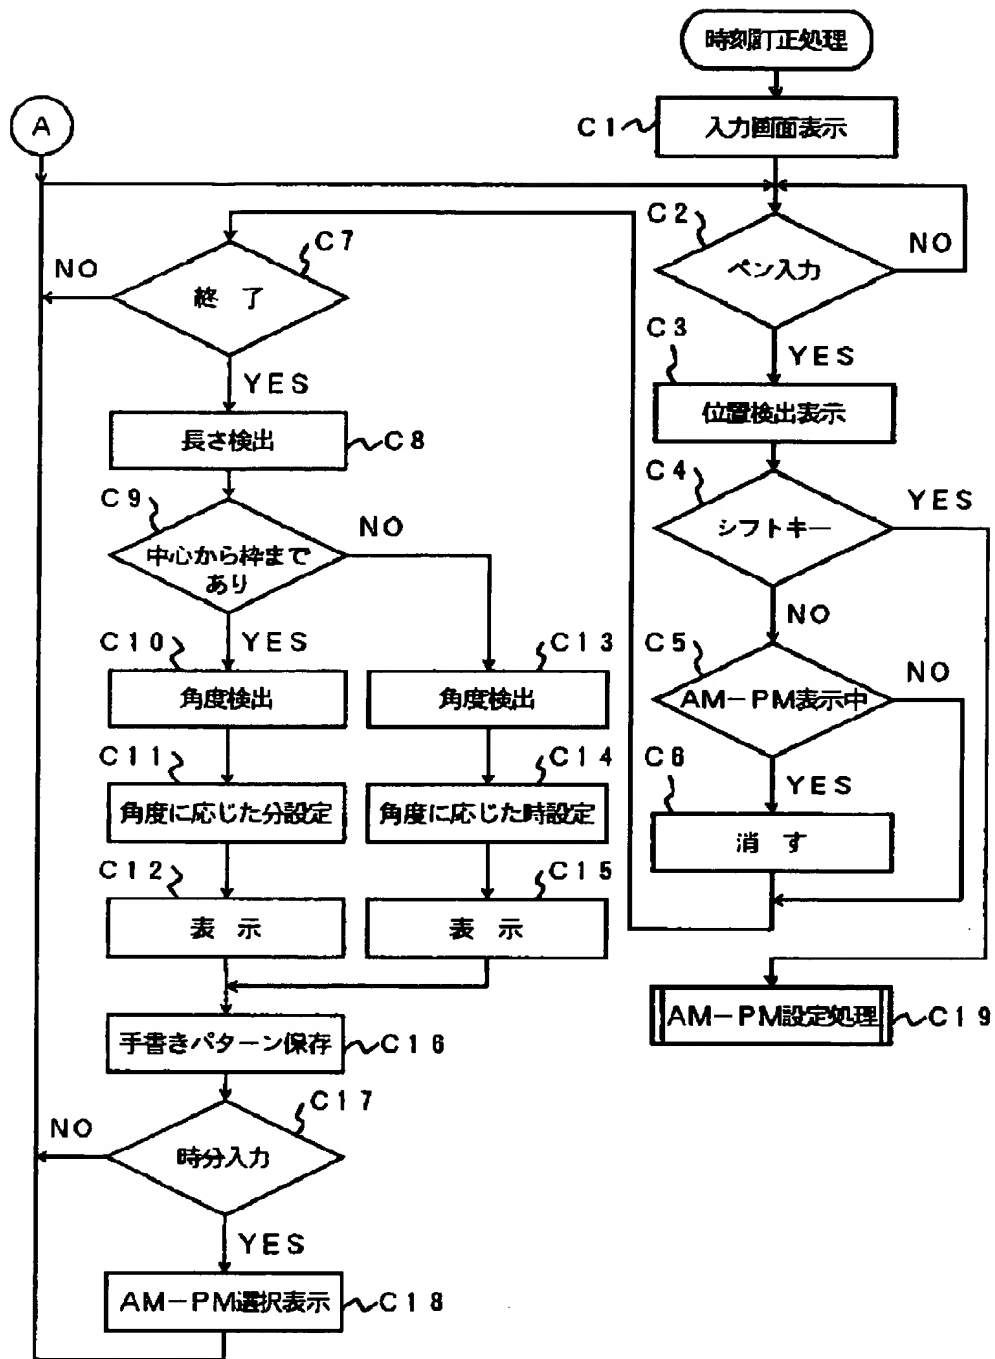 時刻訂正処理
A
C1
入力画面表示
C2
ペン入力
NO
YES
C3
位置検出表示
C4
シフトキー
YES
NO
C5
AM-PM表示中
NO
YES
C6
消す
AM-PM設定処理
C19
C7
終了
NO
YES
長さ検出
C8
C9
中心から枠まで
あり
NO
YES
C10
角度検出
C11
角度に応じた分設定
C12
表示
C13
角度検出
C14
角度に応じた時設定
C15
表示
手書きパターン保存
C16
C17
時分入力
NO
YES
AM-PM選択表示
C18